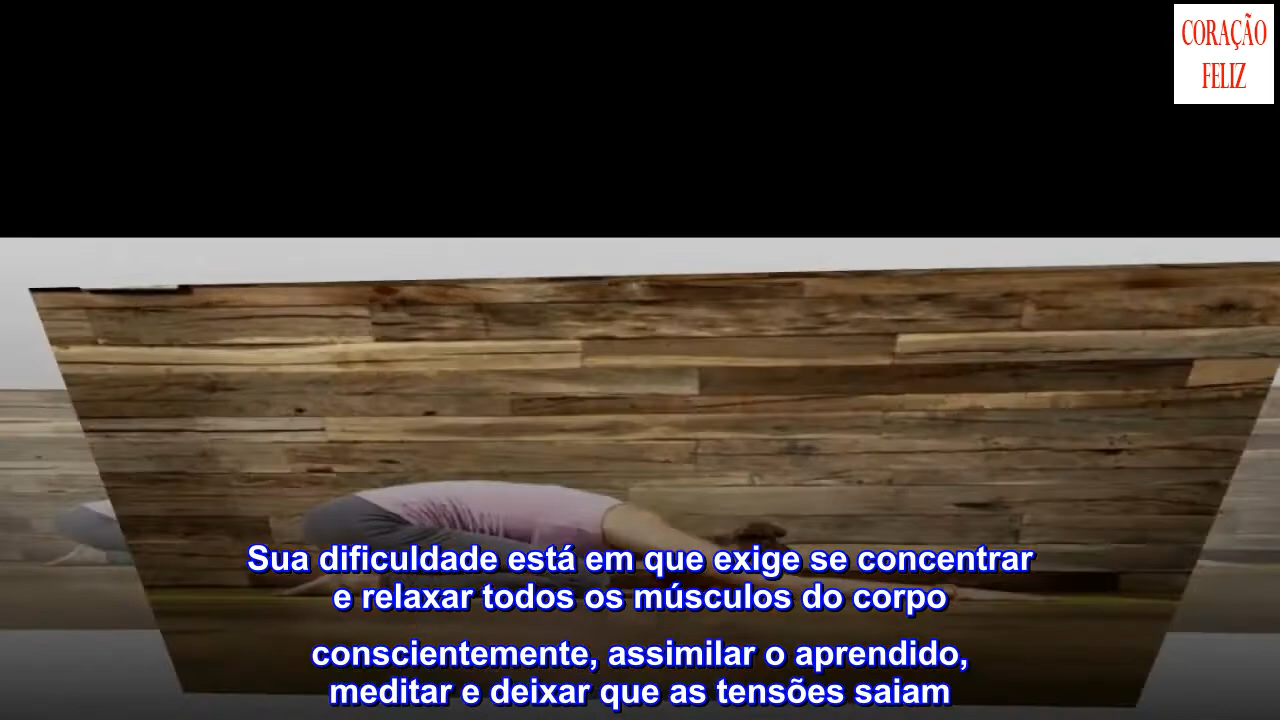 CORAÇÃO
FELIZ
Sua dificuldade está em que exige se concentrar
e relaxar todos os músculos do corpo
conscientemente, assimilar o aprendido,
meditar e deixar que as tensões saiam